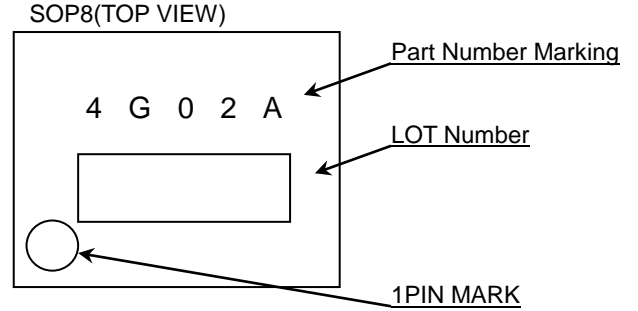 SOP8(TOP VIEW)
Part Number Marking
4 G 0 2 A
LOT Number
1PIN MARK